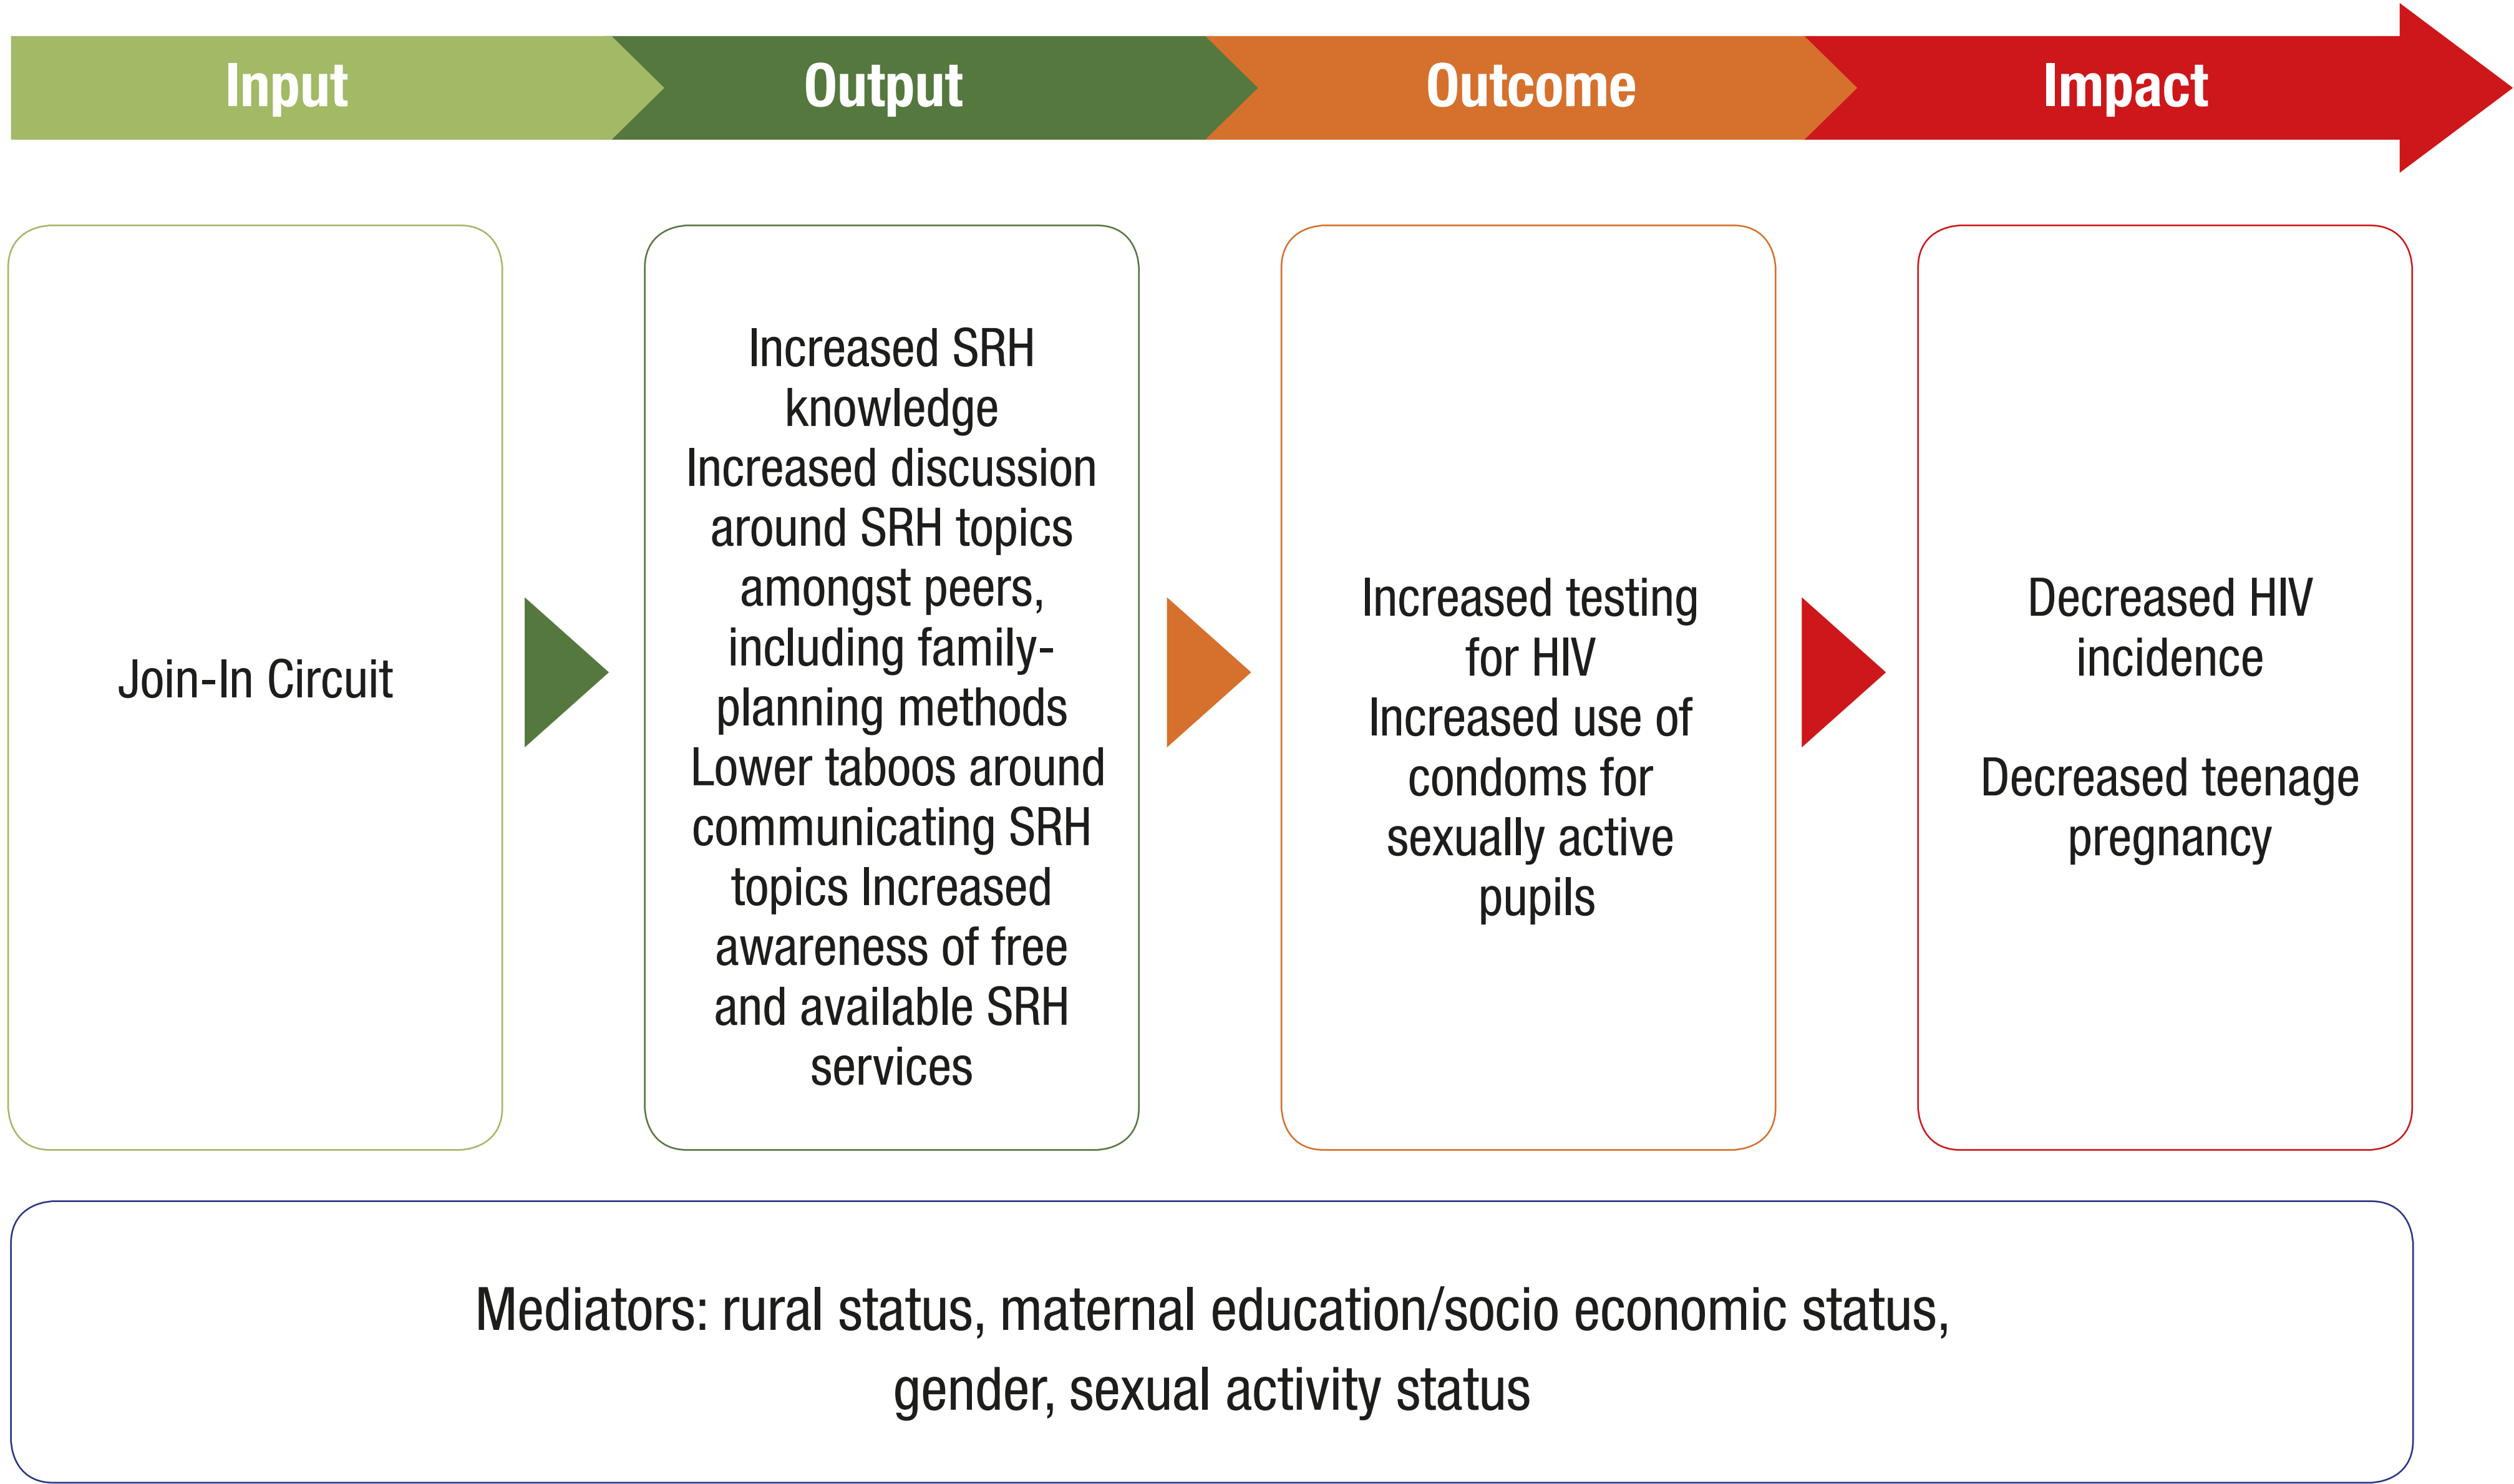 Input
Output
Outcome
Impact
Join-In Circuit
Increased SRH
knowledge
Increased discussion
around SRH topics
amongst peers,
including family-
planning methods
Lower taboos around
communicating SRH
topics Increased
awareness of free
and available SRH
services
Increased testing
for HIV
Increased use of
condoms for
sexually active
pupils
Decreased HIV
incidence
Decreased teenage
pregnancy
Mediators: rural status, maternal education/socio economic status,
gender, sexual activity status